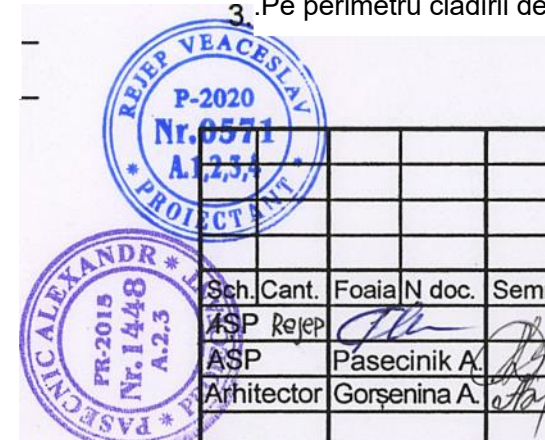 3. .Pe perimetru cladirii de
REJEP VEACESLAV
P-2020
Nr.0571
A.1,2,3,4
* PROIECTANT *
PASECNIC ALEXANDR *
PR-2015
Nr.1448
A.2.3
Sch. Cant. Foaia N doc. Sem
ASP Rejep
ASP Pasecinik A.
Arhitector Gorșenina A.